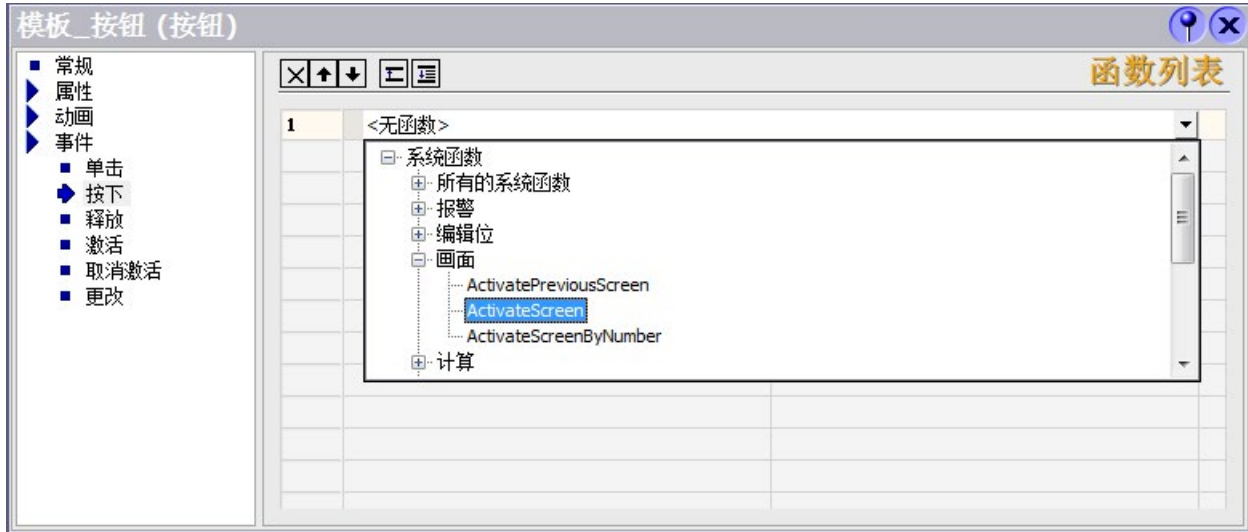 模板_按钮 (按钮)
常规
属性
动画
事件
单击
按下
释放
激活
取消激活
更改
函数列表
1 <无函数>
系统函数
所有的系统函数
报警
编辑位
画面
ActivatePreviousScreen
ActivateScreen
ActivateScreenByNumber
计算